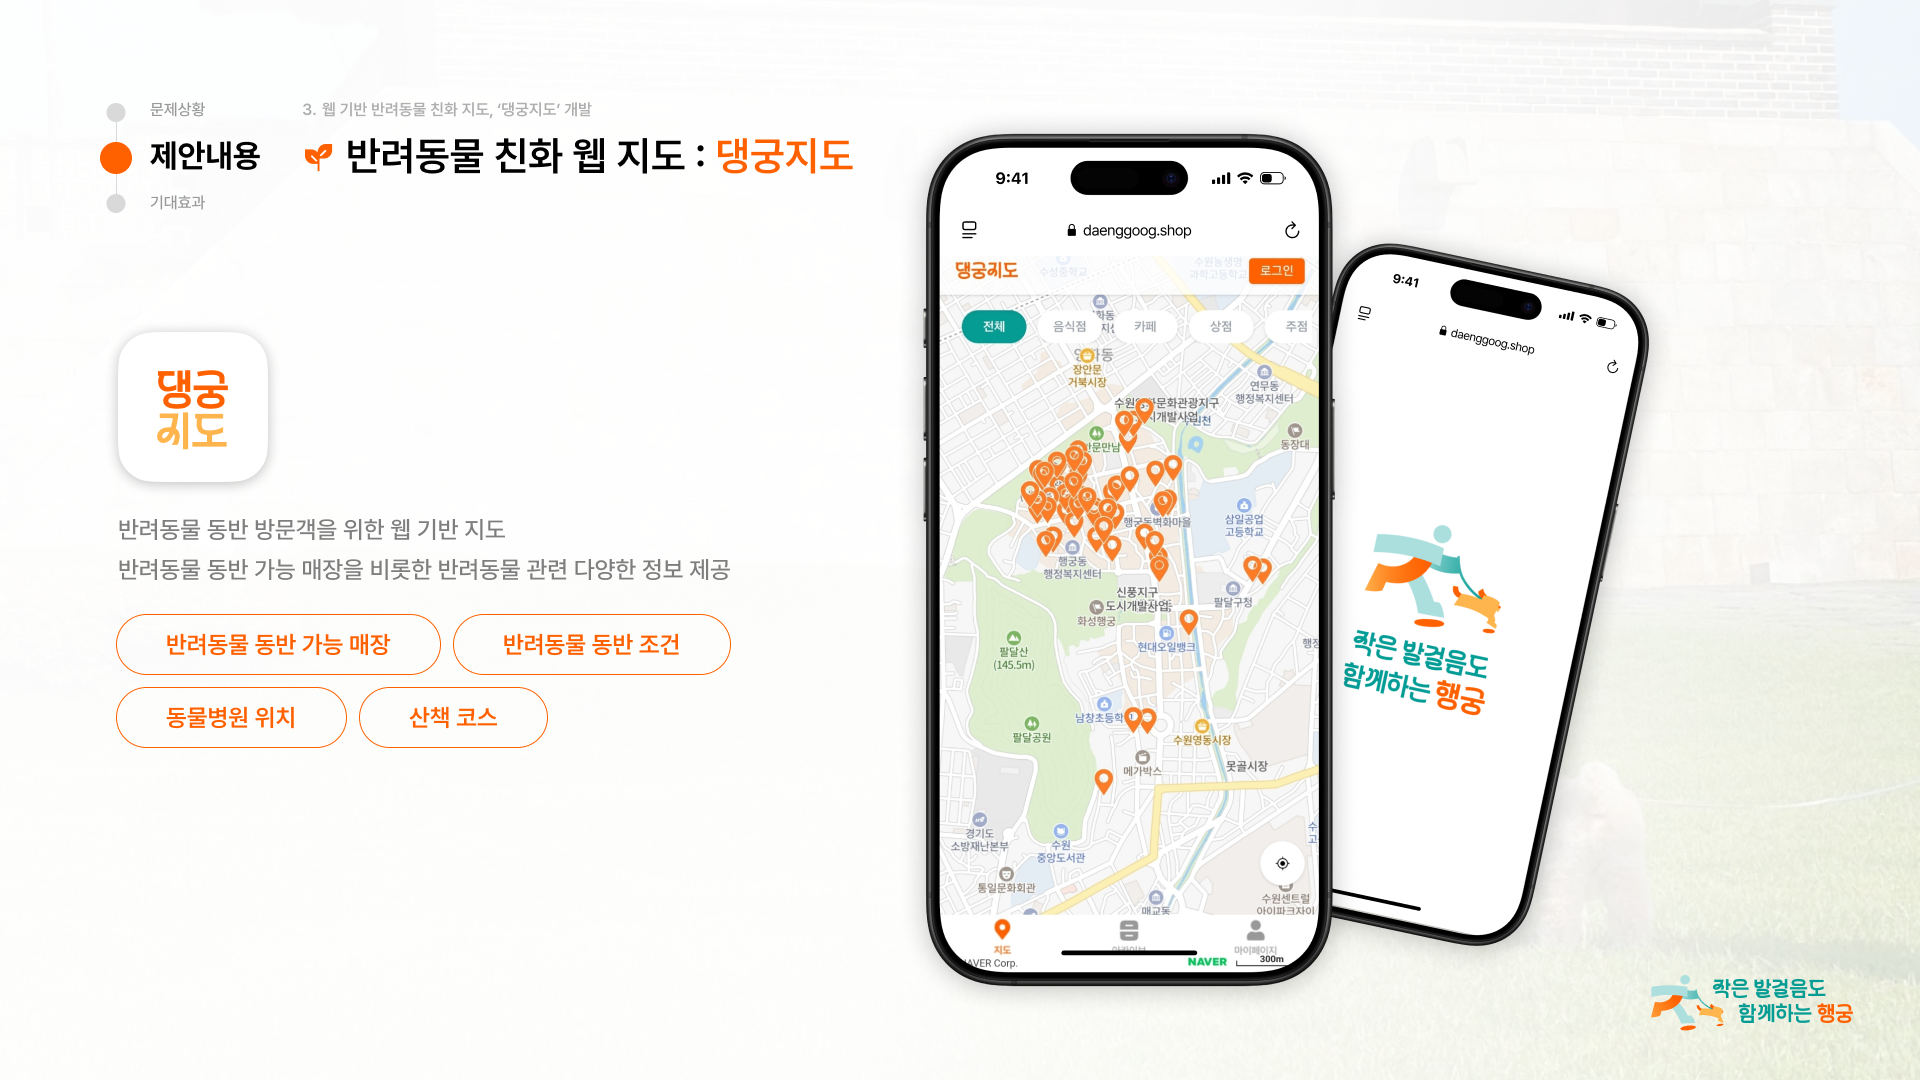 문제상황
제안내용
기대효과
3. 웹 기반 반려동물 친화 지도, ‘댕궁지도’ 개발
반려동물 친화 웹 지도 : 댕궁지도
댕궁
지도
반려동물 동반 방문객을 위한 웹 기반 지도
반려동물 동반 가능 매장을 비롯한 반려동물 관련 다양한 정보 제공
반려동물 동반 가능 매장
반려동물 동반 조건
동물병원 위치
산책 코스
9:41
daenggoog.shop
댕궁지도
로그인
수성중학교
수원농생명
과학고등학교
전체
음식점
카페
상점
주점
장안문
거북시장
연무동
행정복지센터
동장대
삼일공업
고등학교
행궁동벽화마을
행궁동
행정복지센터
신풍지구
도시개발사업
화성행궁
팔달구청
팔달산
(145.5m)
현대오일뱅크
남창초등학
팔달공원
수원영동시장
메가박스
못골시장
경기도
소방재난본부
수원
중앙도서관
통일문화회관
매교동
수원센트럴
아이파크자이
지도
마이페이지
NAVER
300m
9:41
daenggoog.shop
작은 발걸음도
함께하는 행궁
작은 발걸음도
함께하는 행궁